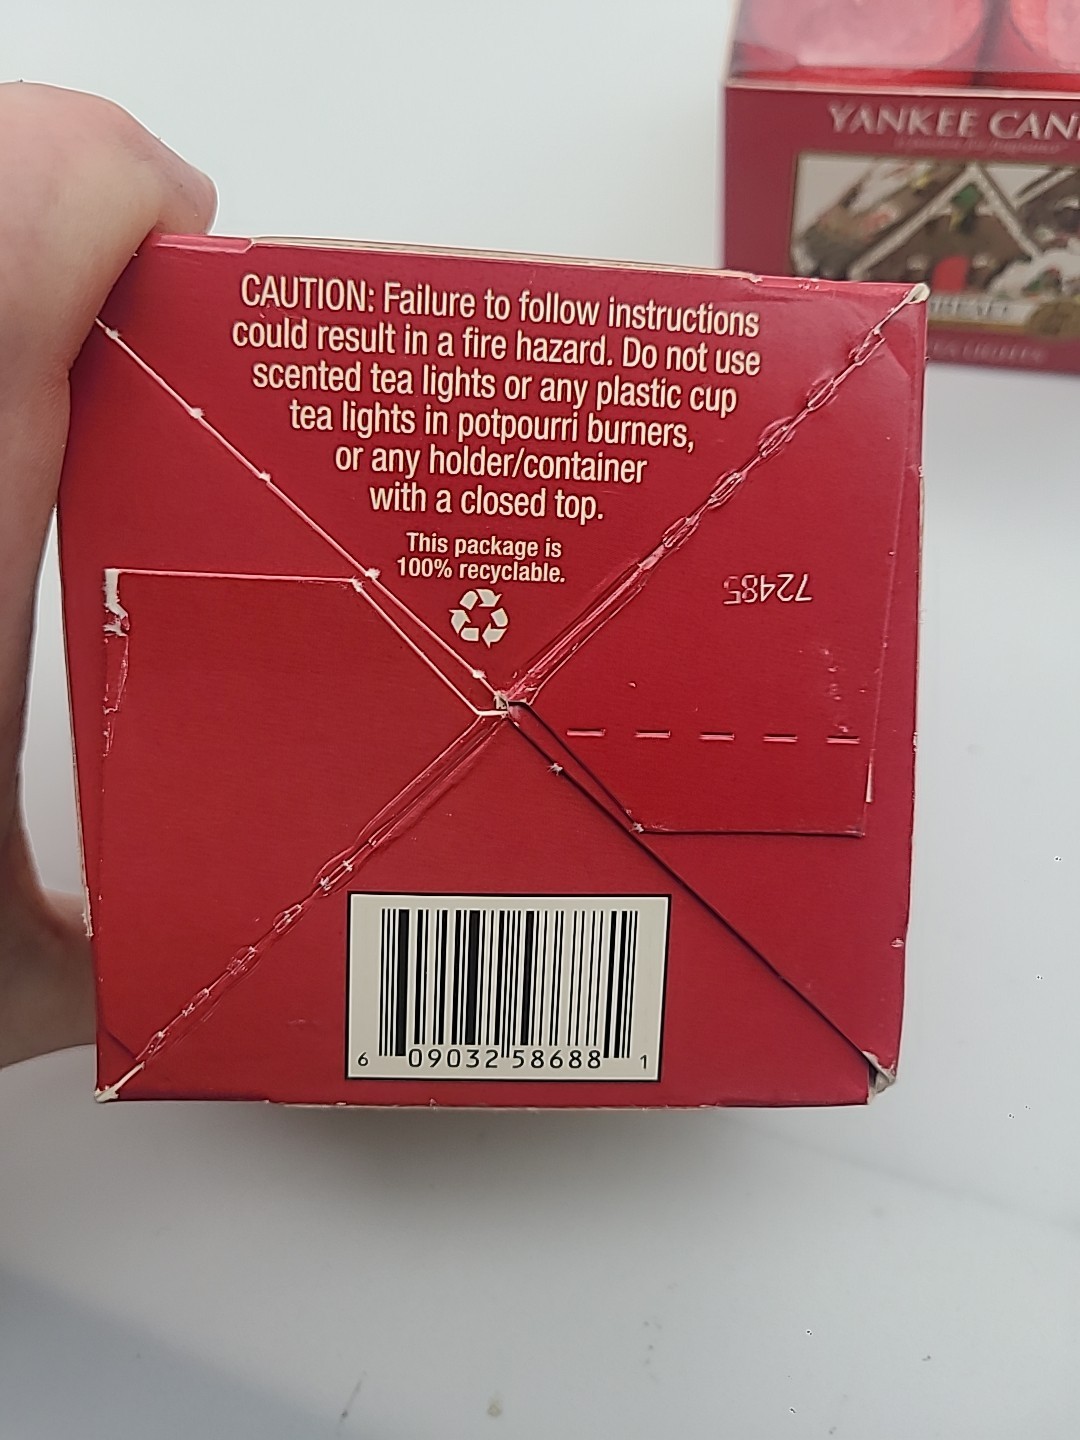 YANKEE CAN
CAUTION: Failure to follow instructions
could result in a fire hazard. Do not use
scented tea lights or any plastic cup
tea lights in potpourri burners,
or any holder/container
with a closed top.
This package is
100% recyclable.
72485
6 09032 58688 1